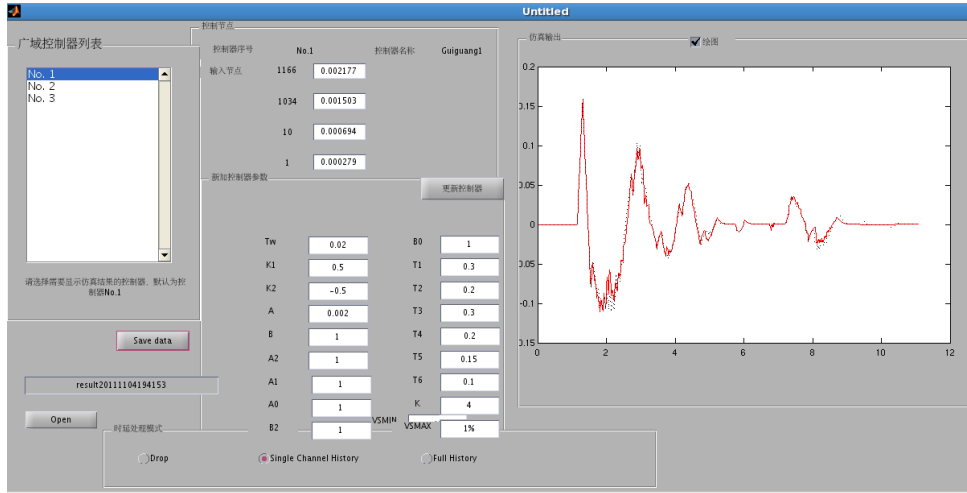 Untitled
广域控制器列表
No. 1
No. 2
No. 3
请选择需要显示仿真结果的控制器，默认为控
制器No.1
Save data
result20111104194153
Open
控制节点
控制器序号 No.1 控制器名称 Guiguang1
输入节点 1166 0.002177
1034 0.001503
10 0.000694
1 0.000279
新加控制器参数
更新控制器
Tw 0.02 B0 1
K1 0.5 T1 0.3
K2 -0.5 T2 0.2
A 0.002 T3 0.3
B 1 T4 0.2
A2 1 T5 0.15
A1 1 T6 0.1
A0 1 K 4
B2 1 VSMIN VSMAX 1%
时延处理模式
Drop Single Channel History Full History
仿真输出
绘图
0.2
0.15
0.1
0.05
0
0.05
-0.1
0.15
0 2 4 6 8 10 12